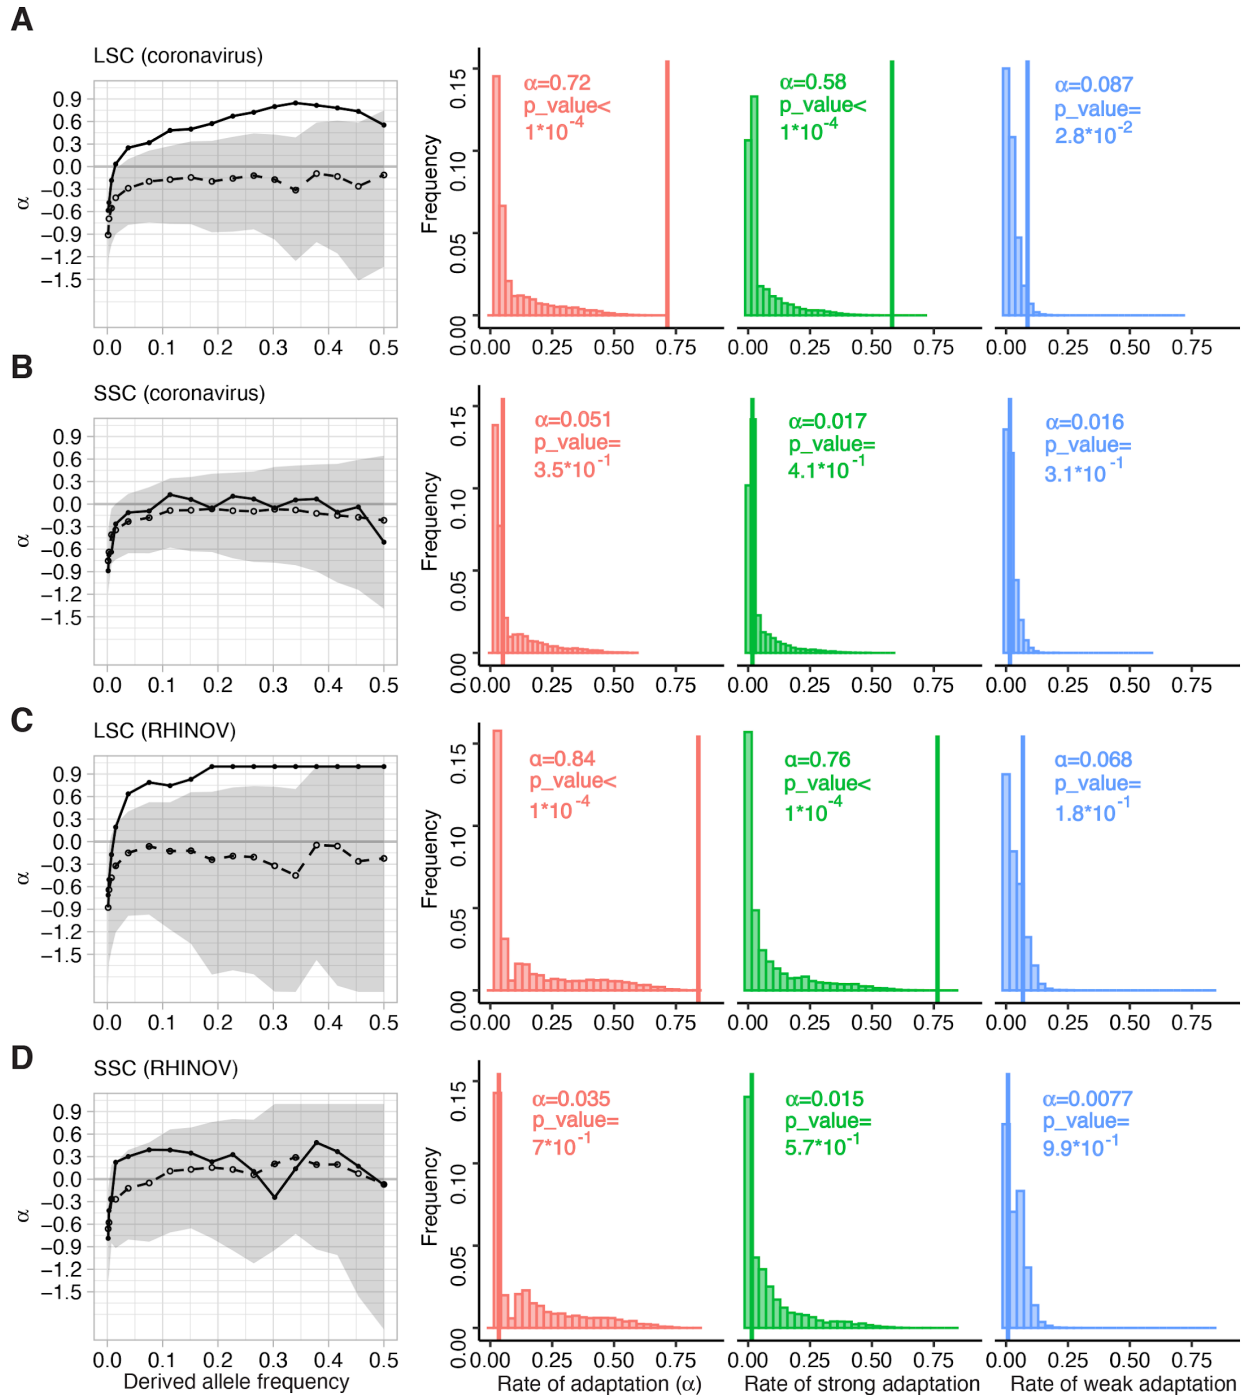 A
LSC (coronavirus)
α
0.9
0.6
0.3
0.0
−0.3
−0.6
−0.9
−1.2
−1.5
0.0 0.1 0.2 0.3 0.4 0.5
Frequency
0.15
0.10
0.05
0.00
α=0.72
p_value<
1*10-4
0.00 0.25 0.50 0.75
α=0.58
p_value<
1*10-4
0.00 0.25 0.50 0.75
α=0.087
p_value=
2.8*10-2
0.00 0.25 0.50 0.75
B
SSC (coronavirus)
α
0.9
0.6
0.3
0.0
−0.3
−0.6
−0.9
−1.2
−1.5
0.0 0.1 0.2 0.3 0.4 0.5
Frequency
0.15
0.10
0.05
0.00
α=0.051
p_value=
3.5*10-1
0.00 0.25 0.50 0.75
α=0.017
p_value=
4.1*10-1
0.00 0.25 0.50 0.75
α=0.016
p_value=
3.1*10-1
0.00 0.25 0.50 0.75
C
LSC (RHINOV)
α
0.9
0.6
0.3
0.0
−0.3
−0.6
−0.9
−1.2
−1.5
0.0 0.1 0.2 0.3 0.4 0.5
Frequency
0.15
0.10
0.05
0.00
α=0.84
p_value<
1*10-4
0.00 0.25 0.50 0.75
α=0.76
p_value<
1*10-4
0.00 0.25 0.50 0.75
α=0.068
p_value=
1.8*10-1
0.00 0.25 0.50 0.75
D
SSC (RHINOV)
α
0.9
0.6
0.3
0.0
−0.3
−0.6
−0.9
−1.2
−1.5
0.0 0.1 0.2 0.3 0.4 0.5
Derived allele frequency
Frequency
0.15
0.10
0.05
0.00
α=0.035
p_value=
7*10-1
0.00 0.25 0.50 0.75
Rate of adaptation (α)
α=0.015
p_value=
5.7*10-1
0.00 0.25 0.50 0.75
Rate of strong adaptation
α=0.0077
p_value=
9.9*10-1
0.00 0.25 0.50 0.75
Rate of weak adaptation